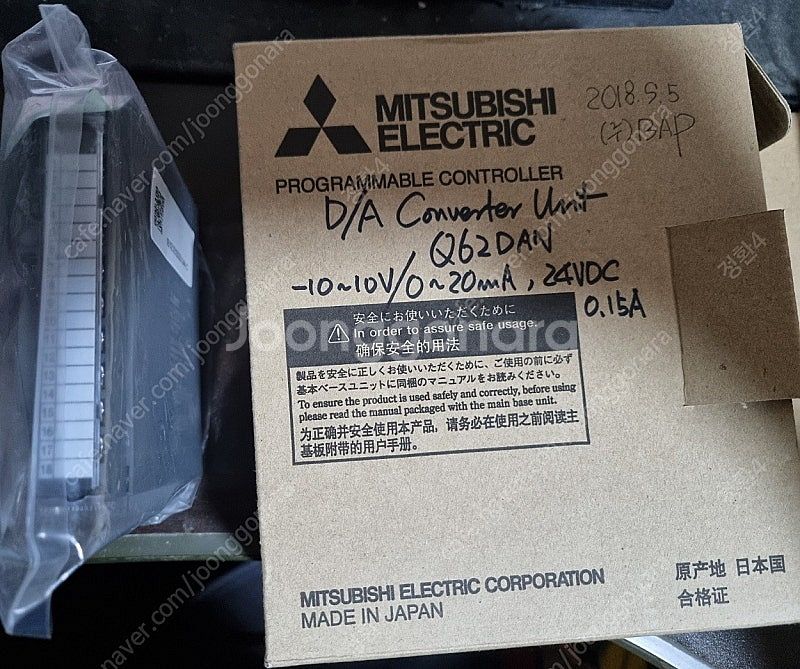 MITSUBISHI
ELECTRIC
2018.9.5
(주)BAP
PROGRAMMABLE CONTROLLER
D/A Converter Unit
Q62DAN
-10~10V/0~20mA, 24VDC
0.15A
安全にお使いいただくために
In order to assure safe usage.
确保安全的用法
製品を安全に正しくお使いいただくために、ご使用の前に必ず
基本ベースユニットに同梱のマニュアルをお読みください。
To ensure the product is used safely and correctly, before using
please read the manual packaged with the main base unit.
为正确并安全使用本产品，请务必在使用之前阅读主
基板附带的用户手册。
MITSUBISHI ELECTRIC CORPORATION
MADE IN JAPAN
原产地 日本国
合格证
Joonggonara
cafe.naver.com/joonggonara
정환4